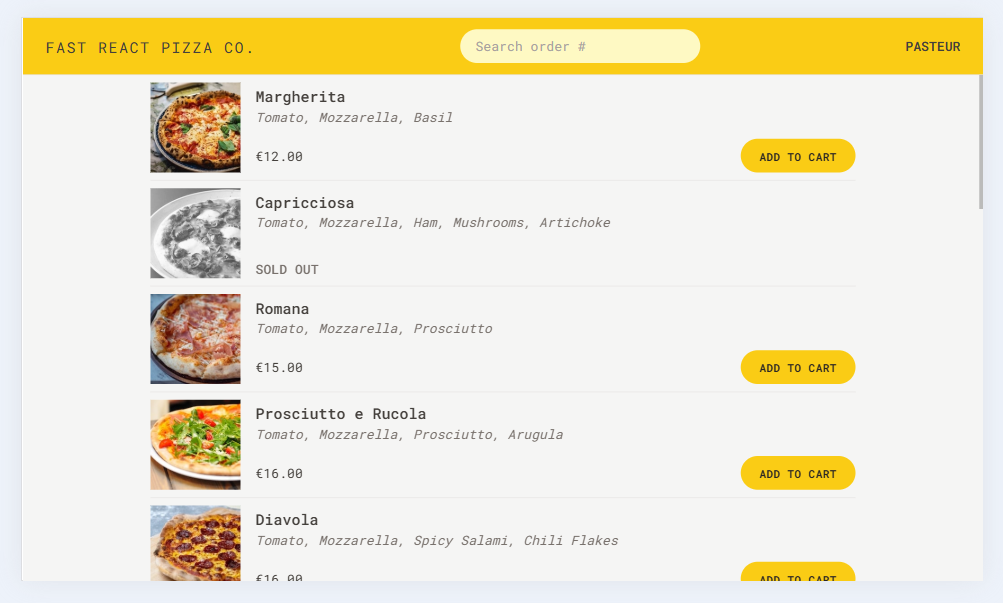 FAST REACT PIZZA CO.
Search order #
PASTEUR
Margherita
Tomato, Mozzarella, Basil
€12.00
ADD TO CART
Capricciosa
Tomato, Mozzarella, Ham, Mushrooms, Artichoke
SOLD OUT
Romana
Tomato, Mozzarella, Prosciutto
€15.00
ADD TO CART
Prosciutto e Rucola
Tomato, Mozzarella, Prosciutto, Arugula
€16.00
ADD TO CART
Diavola
Tomato, Mozzarella, Spicy Salami, Chili Flakes
€16.00
ADD TO CART